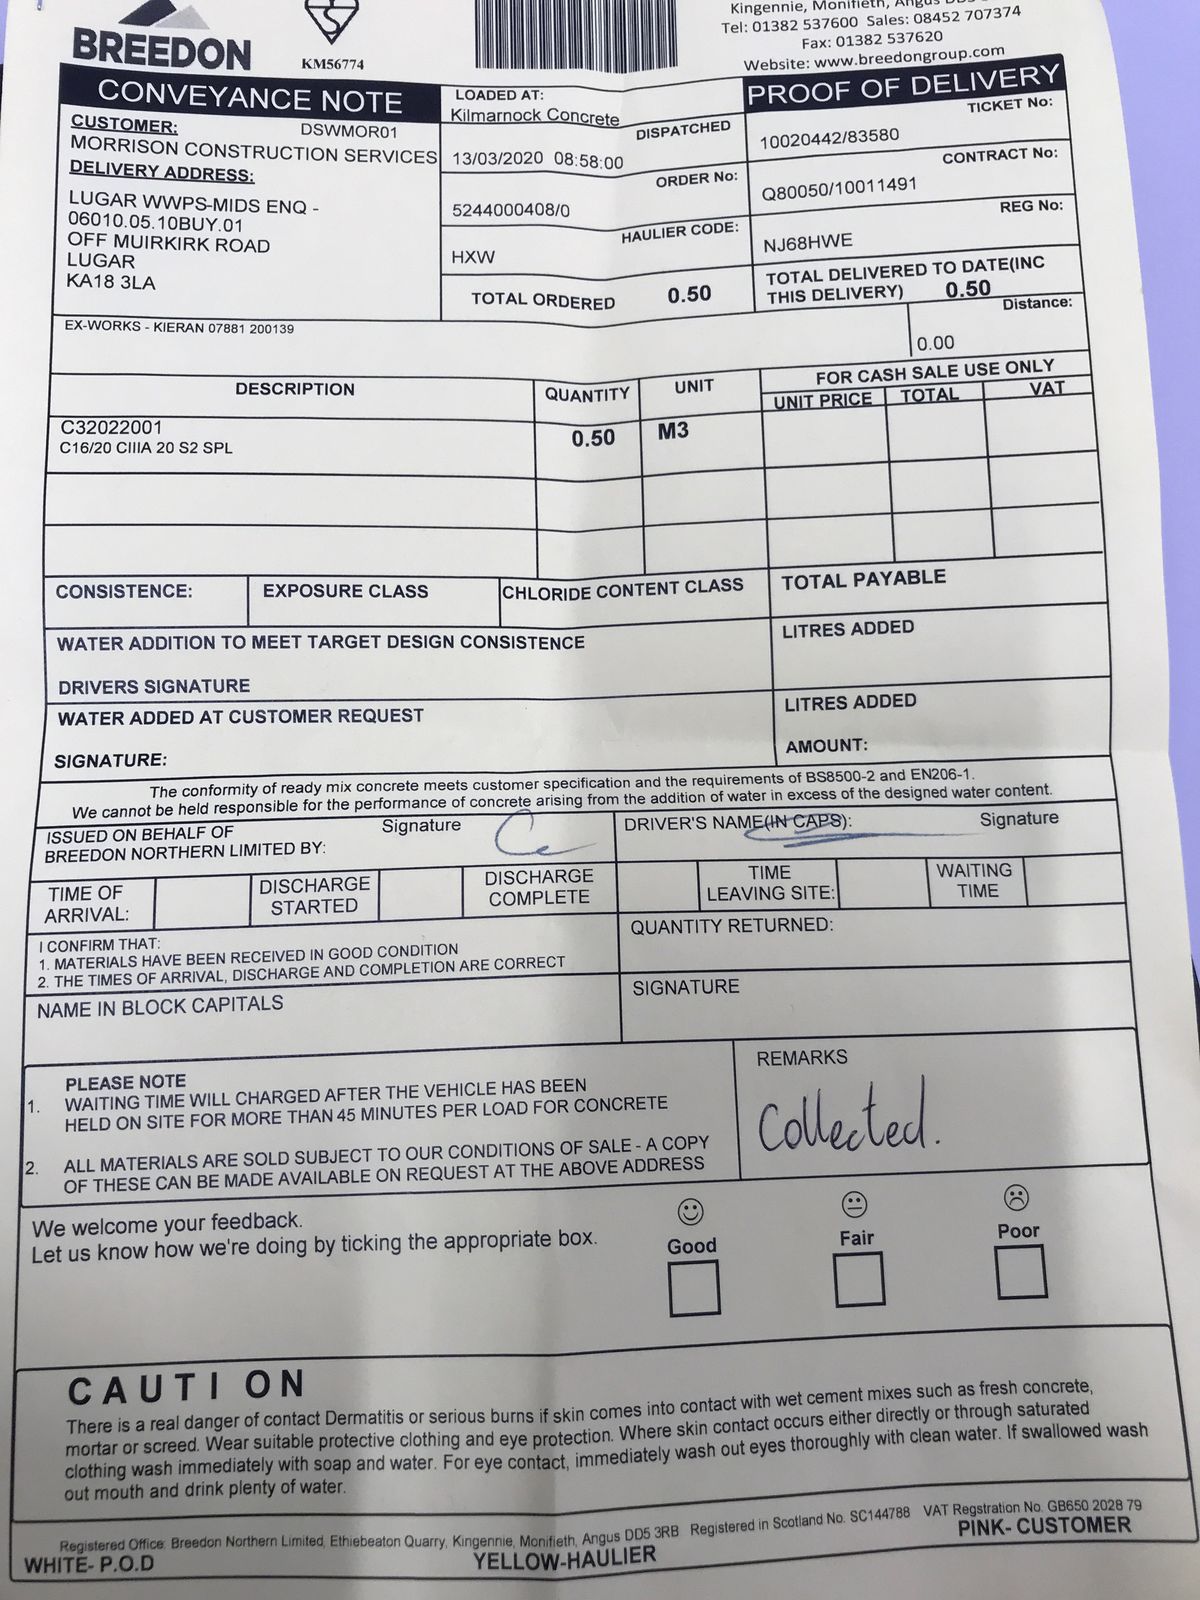 Kingennie, Monifieth, Angus
Tel: 01382 537600 Sales: 08452 707374
Fax: 01382 537620
Website: www.breedongroup.com
BREEDON
KM56774
CONVEYANCE NOTE
LOADED AT:
Kilmarnock Concrete
PROOF OF DELIVERY
CUSTOMER: DSWMOR01
MORRISON CONSTRUCTION SERVICES
DISPATCHED
13/03/2020 08:58:00
TICKET No:
10020442/83580
DELIVERY ADDRESS:
LUGAR WWPS-MIDS ENQ -
06010.05.10BUY.01
OFF MUIRKIRK ROAD
LUGAR
KA18 3LA
ORDER No:
5244000408/0
CONTRACT No:
Q80050/10011491
HAULIER CODE:
HXW
REG No:
NJ68HWE
TOTAL ORDERED 0.50
TOTAL DELIVERED TO DATE(INC
THIS DELIVERY) 0.50
EX-WORKS - KIERAN 07881 200139
Distance:
0.00
DESCRIPTION QUANTITY UNIT FOR CASH SALE USE ONLY
UNIT PRICE TOTAL VAT
C32022001 0.50 M3
C16/20 CIIIA 20 S2 SPL
CONSISTENCE: EXPOSURE CLASS CHLORIDE CONTENT CLASS TOTAL PAYABLE
WATER ADDITION TO MEET TARGET DESIGN CONSISTENCE LITRES ADDED
DRIVERS SIGNATURE
WATER ADDED AT CUSTOMER REQUEST LITRES ADDED
SIGNATURE: AMOUNT:
The conformity of ready mix concrete meets customer specification and the requirements of BS8500-2 and EN206-1.
We cannot be held responsible for the performance of concrete arising from the addition of water in excess of the designed water content.
ISSUED ON BEHALF OF Signature
BREEDON NORTHERN LIMITED BY:
DRIVER'S NAME(IN CAPS): Signature
TIME OF
ARRIVAL:
DISCHARGE
STARTED
DISCHARGE
COMPLETE
TIME
LEAVING SITE:
WAITING
TIME
I CONFIRM THAT:
1. MATERIALS HAVE BEEN RECEIVED IN GOOD CONDITION
2. THE TIMES OF ARRIVAL, DISCHARGE AND COMPLETION ARE CORRECT
QUANTITY RETURNED:
NAME IN BLOCK CAPITALS
SIGNATURE
PLEASE NOTE
1. WAITING TIME WILL CHARGED AFTER THE VEHICLE HAS BEEN
HELD ON SITE FOR MORE THAN 45 MINUTES PER LOAD FOR CONCRETE
2. ALL MATERIALS ARE SOLD SUBJECT TO OUR CONDITIONS OF SALE - A COPY
OF THESE CAN BE MADE AVAILABLE ON REQUEST AT THE ABOVE ADDRESS
REMARKS
Collected.
We welcome your feedback.
Let us know how we're doing by ticking the appropriate box.
Good Fair Poor
CAUTION
There is a real danger of contact Dermatitis or serious burns if skin comes into contact with wet cement mixes such as fresh concrete,
mortar or screed. Wear suitable protective clothing and eye protection. Where skin contact occurs either directly or through saturated
clothing wash immediately with soap and water. For eye contact, immediately wash out eyes thoroughly with clean water. If swallowed wash
out mouth and drink plenty of water.
Registered Office: Breedon Northern Limited, Ethiebeaton Quarry, Kingennie, Monifieth, Angus DD5 3RB Registered in Scotland No. SC144788 VAT Regstration No. GB650 2028 79
WHITE- P.O.D YELLOW-HAULIER PINK- CUSTOMER